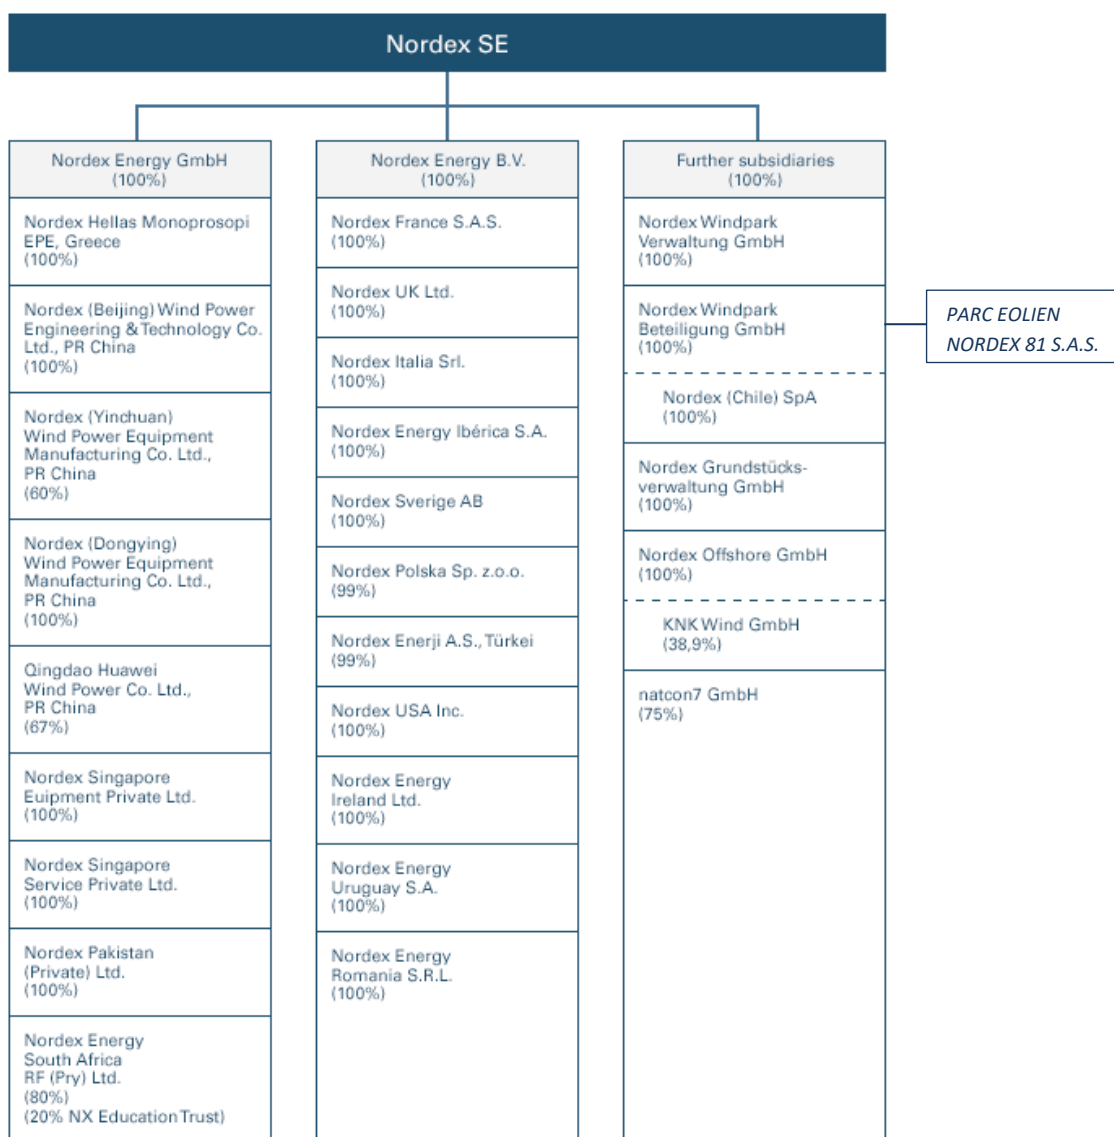 Nordex SE
Nordex Energy GmbH
(100%)
Nordex Hellas Monoprosopi
EPE, Greece
(100%)
Nordex (Beijing) Wind Power
Engineering & Technology Co.
Ltd., PR China
(100%)
Nordex (Yinchuan)
Wind Power Equipment
Manufacturing Co. Ltd.,
PR China
(60%)
Nordex (Dongying)
Wind Power Equipment
Manufacturing Co. Ltd.,
PR China
(100%)
Qingdao Huawei
Wind Power Co. Ltd.,
PR China
(67%)
Nordex Singapore
Euipment Private Ltd.
(100%)
Nordex Singapore
Service Private Ltd.
(100%)
Nordex Pakistan
(Private) Ltd.
(100%)
Nordex Energy
South Africa
RF (Pry) Ltd.
(80%)
(20% NX Education Trust)
Nordex Energy B.V.
(100%)
Nordex France S.A.S.
(100%)
Nordex UK Ltd.
(100%)
Nordex Italia Srl.
(100%)
Nordex Energy Ibérica S.A.
(100%)
Nordex Sverige AB
(100%)
Nordex Polska Sp. z.o.o.
(99%)
Nordex Enerji A.S., Türkei
(99%)
Nordex USA Inc.
(100%)
Nordex Energy
Ireland Ltd.
(100%)
Nordex Energy
Uruguay S.A.
(100%)
Nordex Energy
Romania S.R.L.
(100%)
Further subsidiaries
(100%)
Nordex Windpark
Verwaltung GmbH
(100%)
Nordex Windpark
Beteiligung GmbH
(100%)
Nordex (Chile) SpA
(100%)
Nordex Grundstücks-
verwaltung GmbH
(100%)
Nordex Offshore GmbH
(100%)
KNK Wind GmbH
(38,9%)
natcon7 GmbH
(75%)
PARC EOLIEN
NORDEX 81 S.A.S.